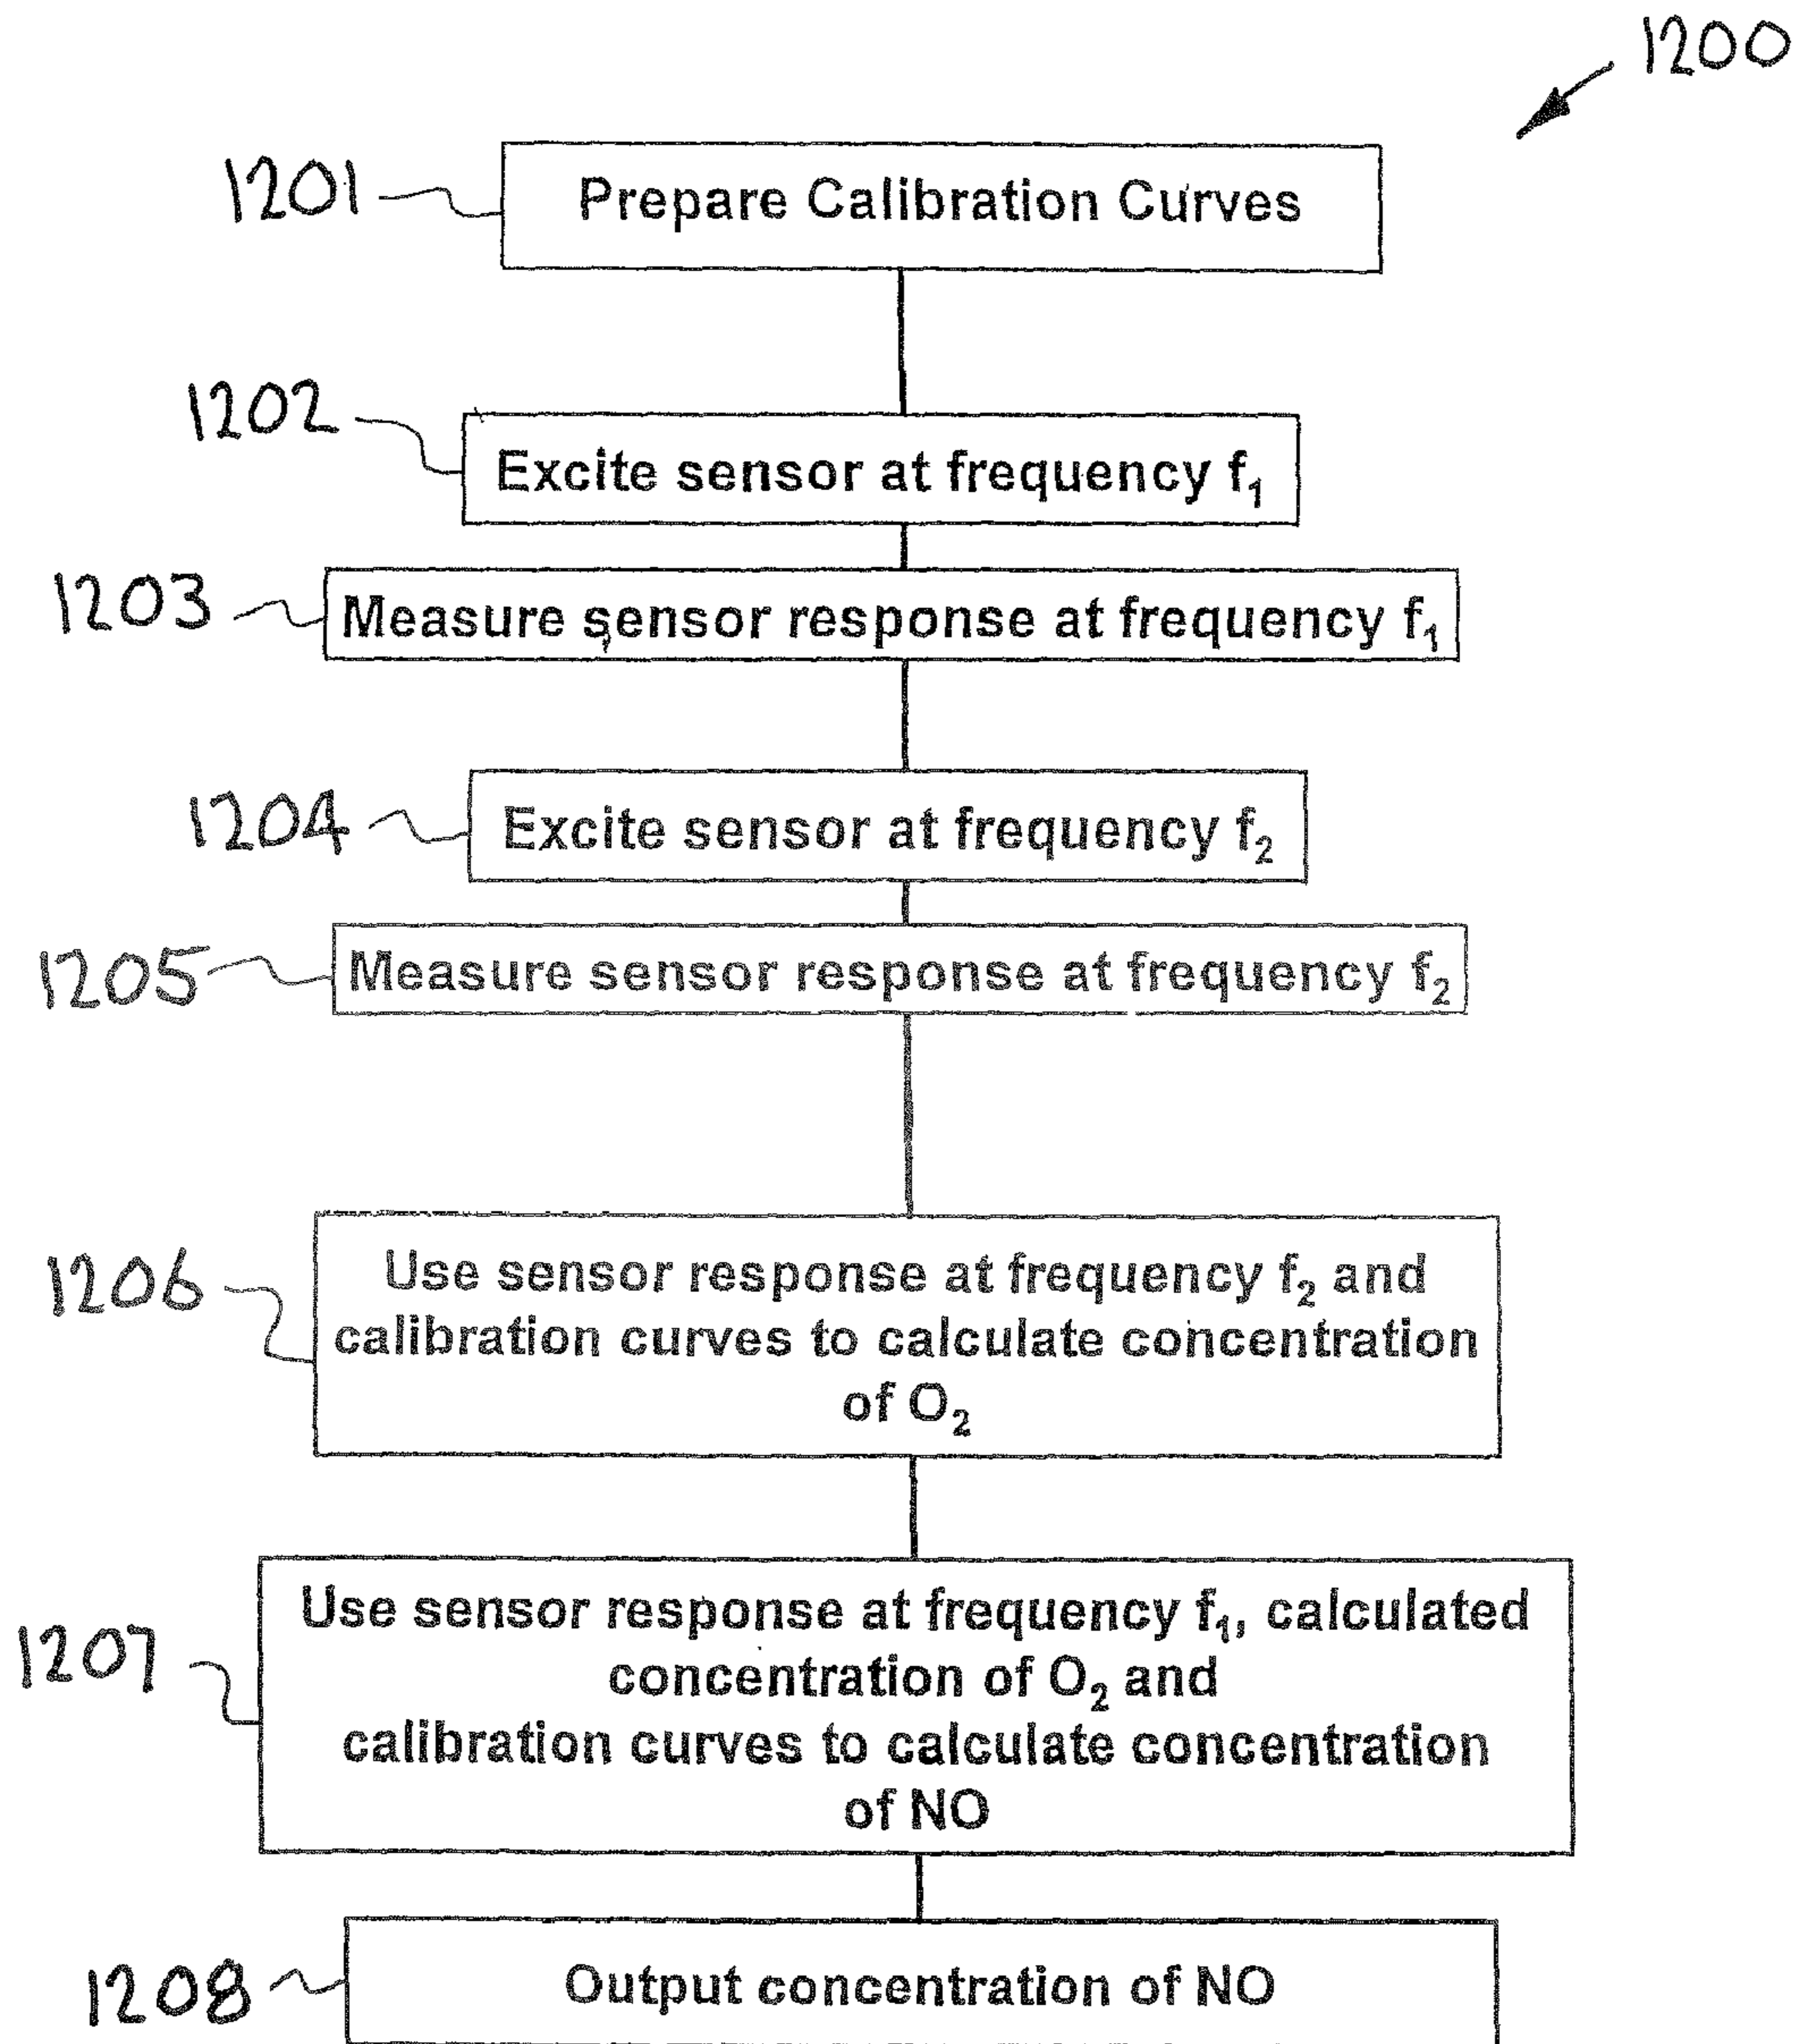 1200
1201
Prepare Calibration Curves
1202
Excite sensor at frequency f₁
1203
Measure sensor response at frequency f₁
1204
Excite sensor at frequency f₂
1205
Measure sensor response at frequency f₂
1206
Use sensor response at frequency f₂ and
calibration curves to calculate concentration
of O₂
1207
Use sensor response at frequency f₁, calculated
concentration of O₂ and
calibration curves to calculate concentration
of NO
1208
Output concentration of NO